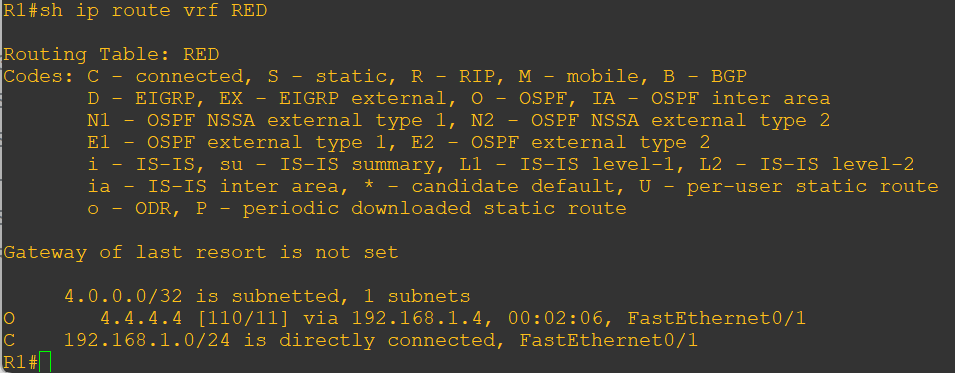 R1#sh ip route vrf RED
Routing Table: RED
Codes: C - connected, S - static, R - RIP, M - mobile, B - BGP
D - EIGRP, EX - EIGRP external, O - OSPF, IA - OSPF inter area
N1 - OSPF NSSA external type 1, N2 - OSPF NSSA external type 2
E1 - OSPF external type 1, E2 - OSPF external type 2
i - IS-IS, su - IS-IS summary, L1 - IS-IS level-1, L2 - IS-IS level-2
ia - IS-IS inter area, * - candidate default, U - per-user static route
o - ODR, P - periodic downloaded static route
Gateway of last resort is not set
4.0.0.0/32 is subnetted, 1 subnets
O 4.4.4.4 [110/11] via 192.168.1.4, 00:02:06, FastEthernet0/1
C 192.168.1.0/24 is directly connected, FastEthernet0/1
R1#